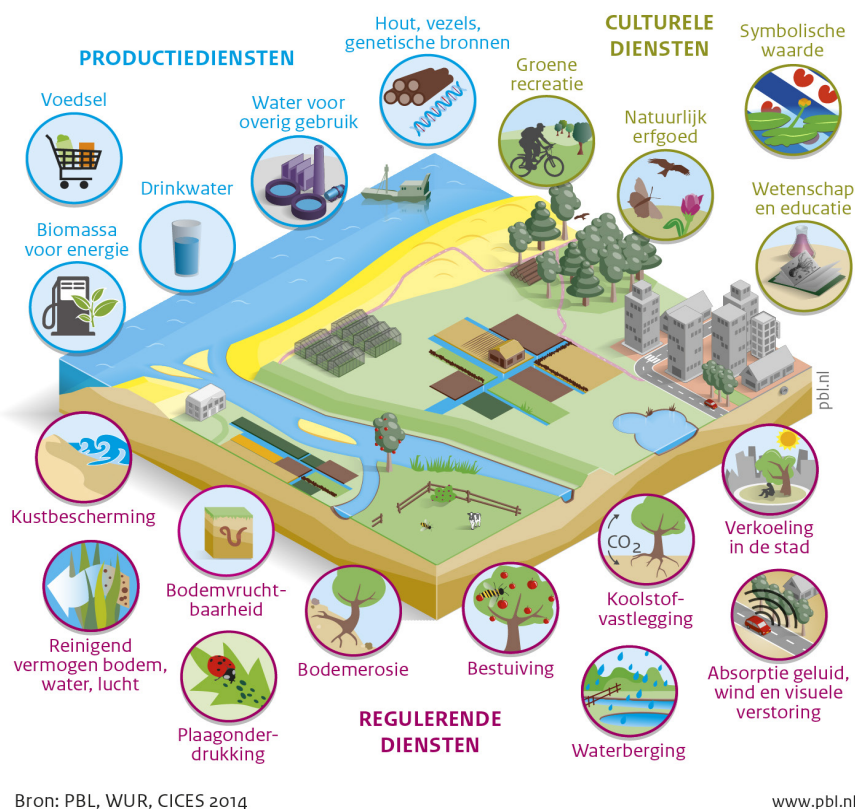 PRODUCTIEDIENSTEN
Voedsel
Biomassa
voor energie
Drinkwater
Water voor
overig gebruik
Hout, vezels,
genetische bronnen
CULTURELE
DIENSTEN
Groene
recreatie
Natuurlijk
erfgoed
Symbolische
waarde
Wetenschap
en educatie
pbl.nl
Kustbescherming
Reinigend
vermogen bodem,
water, lucht
Bodemvrucht-
baarheid
Plaagonder-
drukking
Bodemerosie
REGULERENDE
DIENSTEN
Bestuiving
CO2
Koolstof-
vastlegging
Waterberging
Verkoeling
in de stad
Absorptie geluid,
wind en visuele
verstoring
Bron: PBL, WUR, CICES 2014
www.pbl.nl